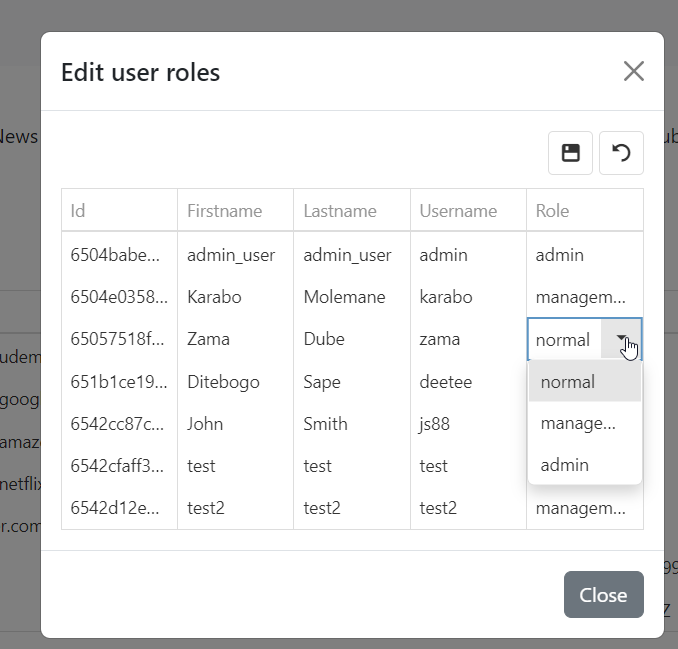 Edit user roles
News
Id Firstname Lastname Username Role
6504babe... admin_user admin_user admin admin
6504e0358... Karabo Molemane karabo managem...
65057518f... Zama Dube zama normal
651b1ce19... Ditebogo Sape deetee normal
6542cc87c... John Smith js88 manage...
6542cfaff3... test test test admin
6542d12e... test2 test2 test2 managem...
udem
goog
amaz
netflix
r.com
Close